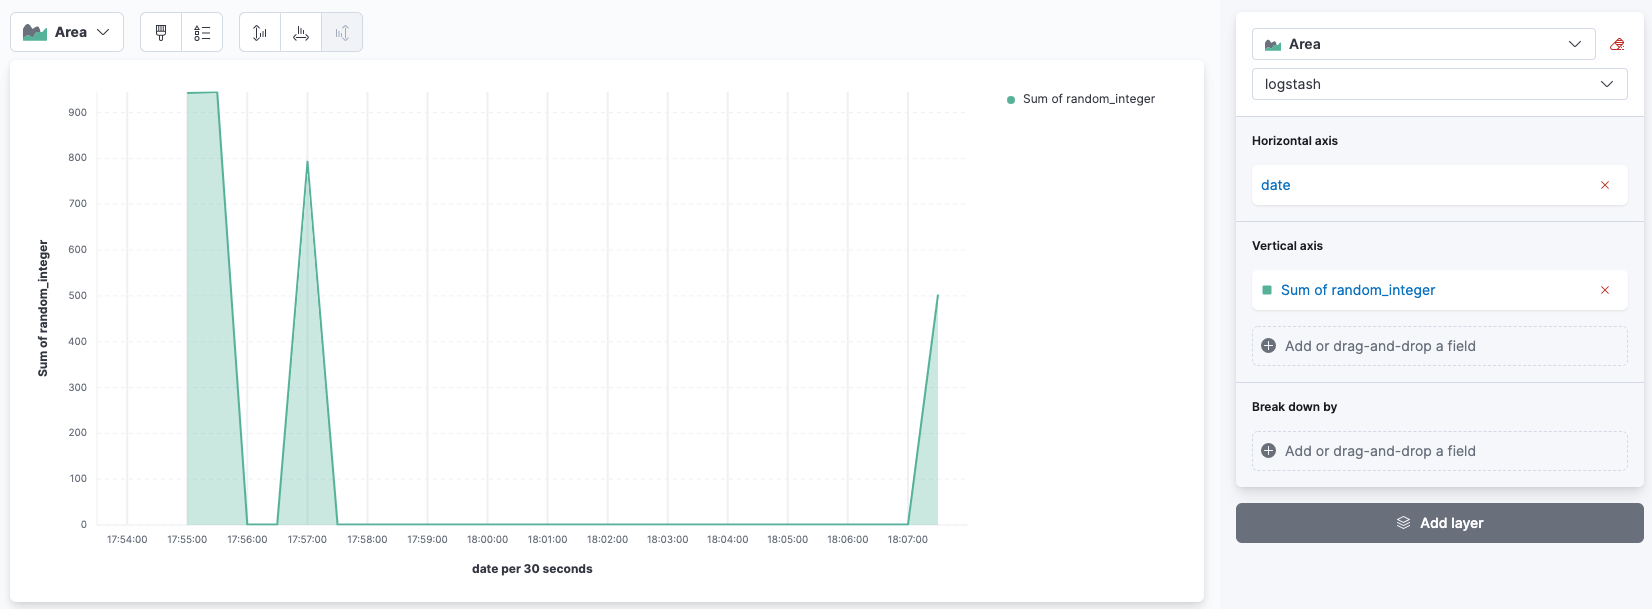 Area
Sum of random_integer
900
800
700
600
500
400
300
200
100
0
Sum of random_integer
17:54:00 17:55:00 17:56:00 17:57:00 17:58:00 17:59:00 18:00:00 18:01:00 18:02:00 18:03:00 18:04:00 18:05:00 18:06:00 18:07:00
date per 30 seconds
Area
logstash
Horizontal axis
date
Vertical axis
Sum of random_integer
Add or drag-and-drop a field
Break down by
Add or drag-and-drop a field
Add layer